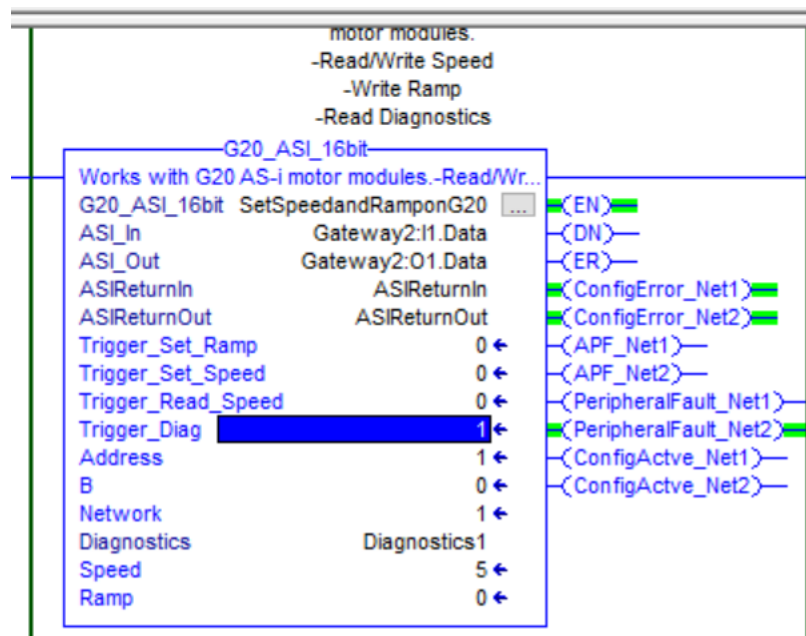 motor modules.
-Read/Write Speed
-Write Ramp
-Read Diagnostics
G20_ASI_16bit
Works with G20 AS-i motor modules.-Read/Wr...
G20_ASI_16bit SetSpeedandRamponG20 ... (EN)
ASI_In Gateway2:I1.Data (DN)
ASI_Out Gateway2:O1.Data (ER)
ASIReturnIn ASIReturnIn (ConfigError_Net1)
ASIReturnOut ASIReturnOut (ConfigError_Net2)
Trigger_Set_Ramp 0 (APF_Net1)
Trigger_Set_Speed 0 (APF_Net2)
Trigger_Read_Speed 0 (PeripheralFault_Net1)
Trigger_Diag 1 (PeripheralFault_Net2)
Address 1 (ConfigActve_Net1)
B 0 (ConfigActve_Net2)
Network 1
Diagnostics Diagnostics1
Speed 5
Ramp 0